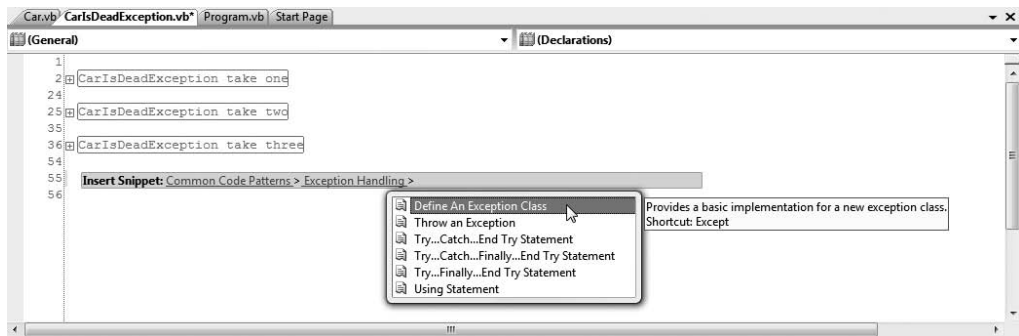 Car.vb CarIsDeadException.vb* Program.vb Start Page
(General) (Declarations)
1
2 CarIsDeadException take one
24
25 CarIsDeadException take two
35
36 CarIsDeadException take three
54
55 Insert Snippet: Common Code Patterns > Exception Handling >
56
Define An Exception Class
Throw an Exception
Try...Catch...End Try Statement
Try...Catch...Finally...End Try Statement
Try...Finally...End Try Statement
Using Statement
Provides a basic implementation for a new exception class.
Shortcut: Except